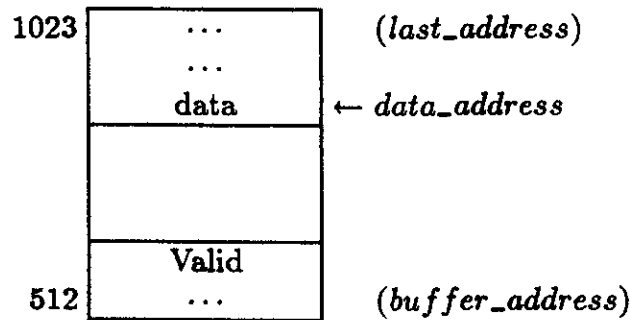 1023 ... (last_address)
...
data ← data_address
Valid
512 ... (buffer_address)